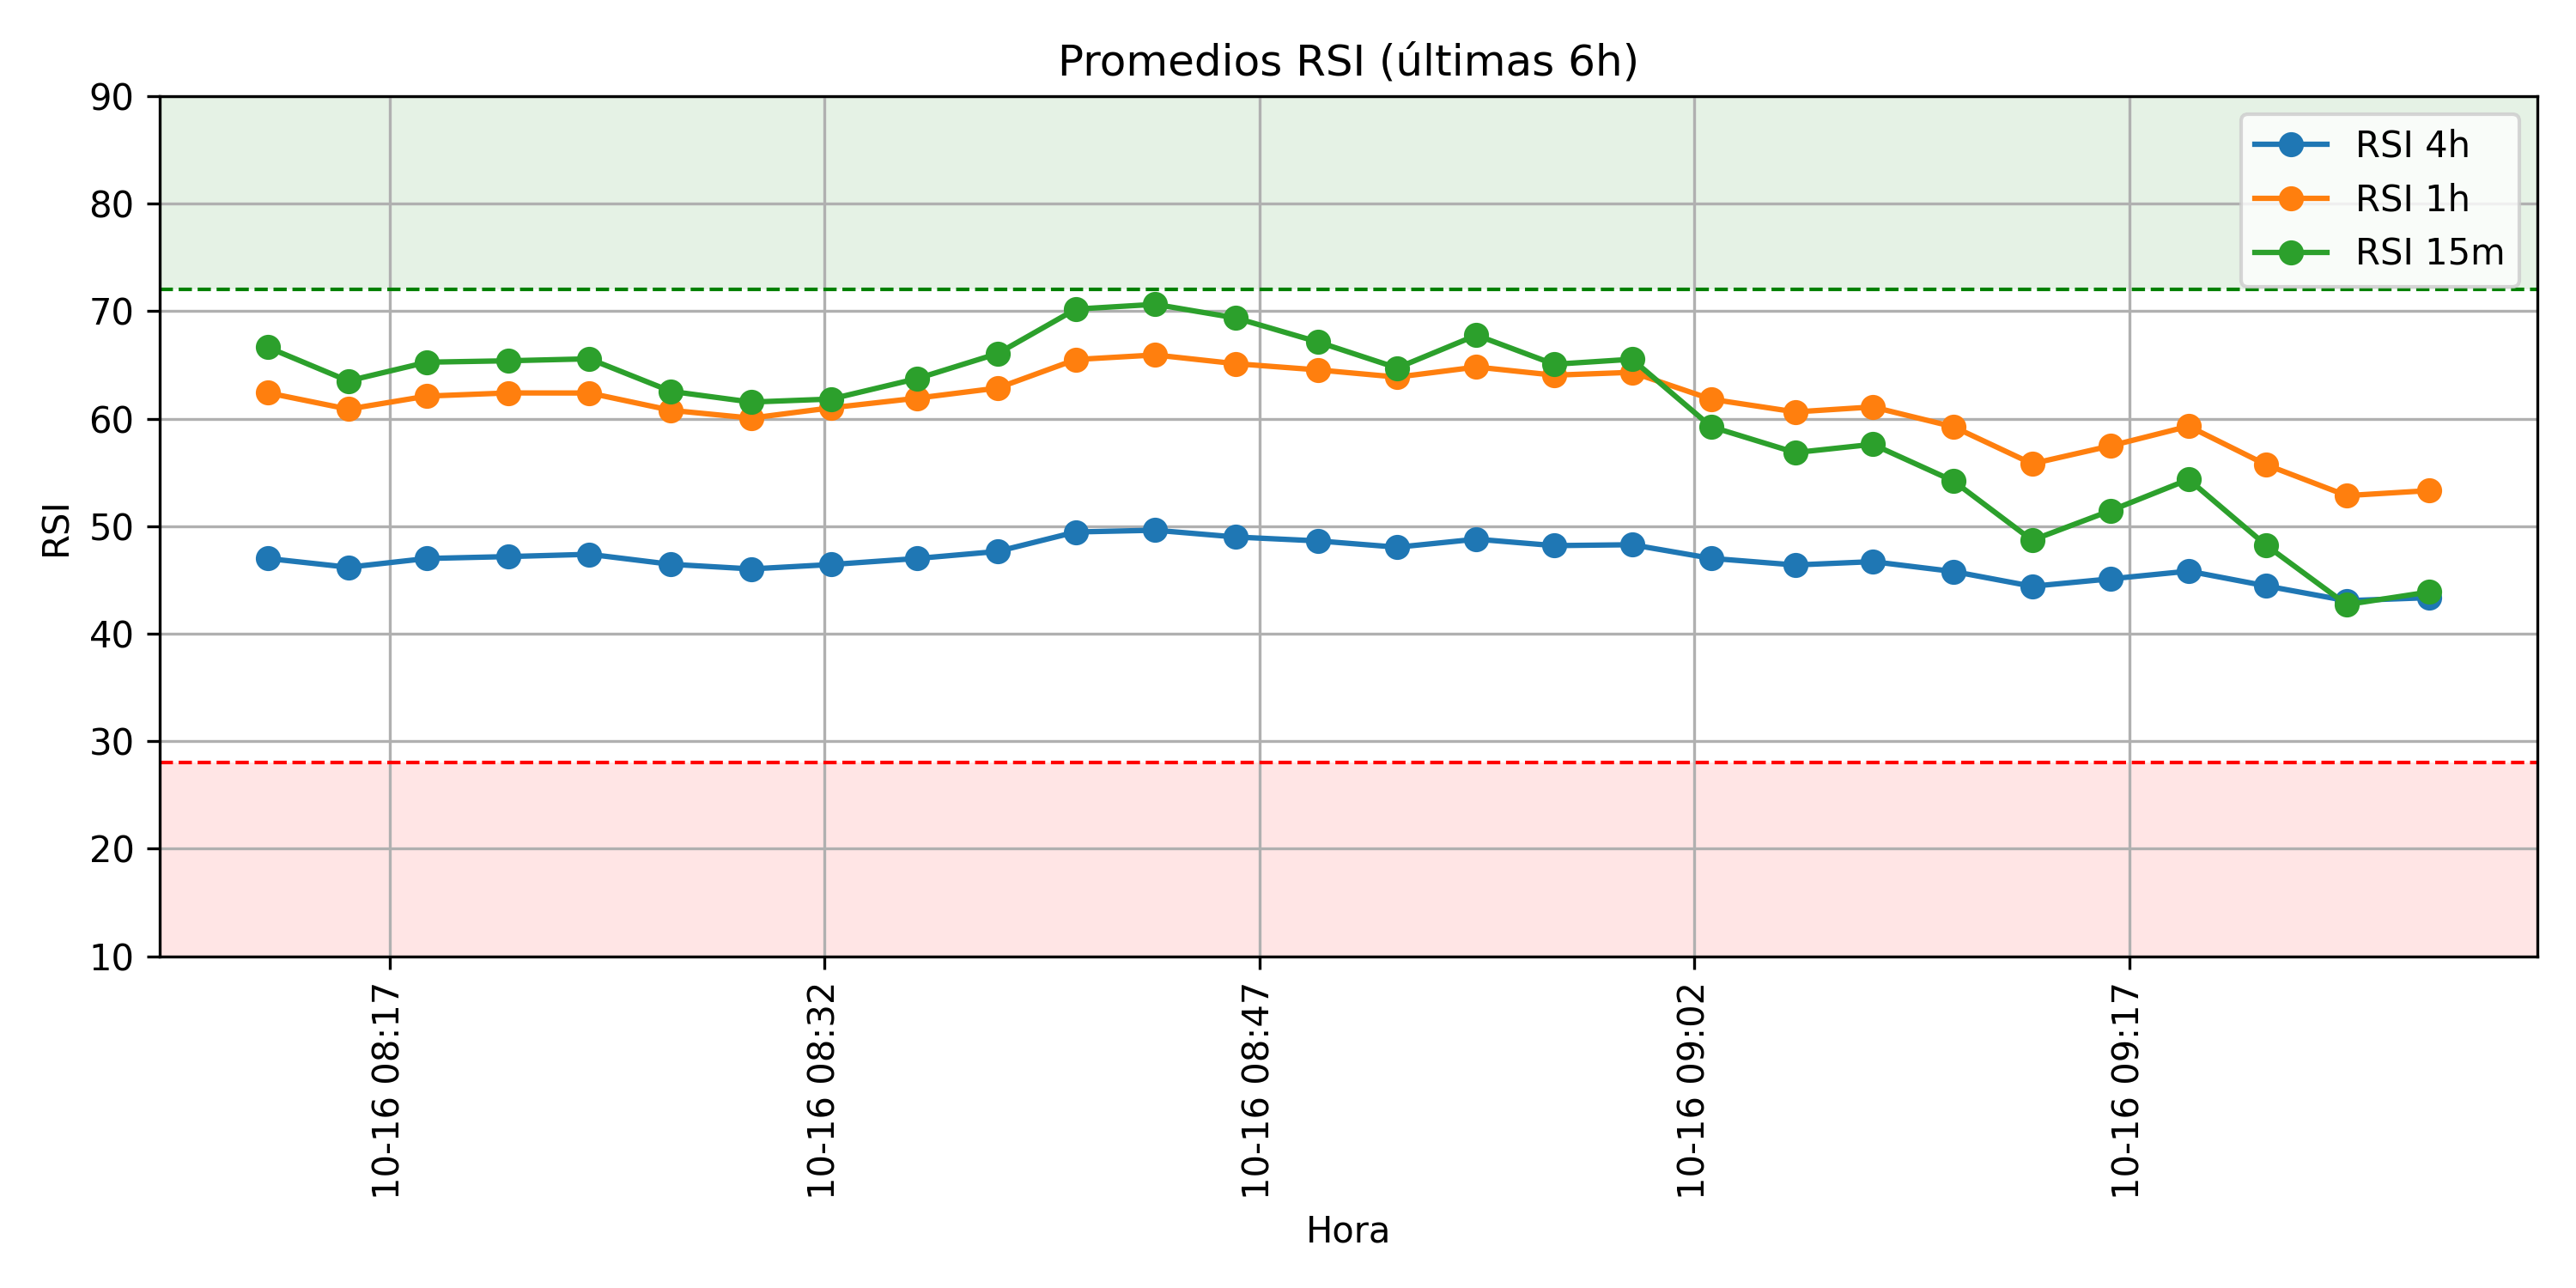 Promedios RSI (últimas 6h)
90
80
70
60
50
40
30
20
10
RSI
RSI 4h
RSI 1h
RSI 15m
10-16 08:17
10-16 08:32
10-16 08:47
10-16 09:02
10-16 09:17
Hora